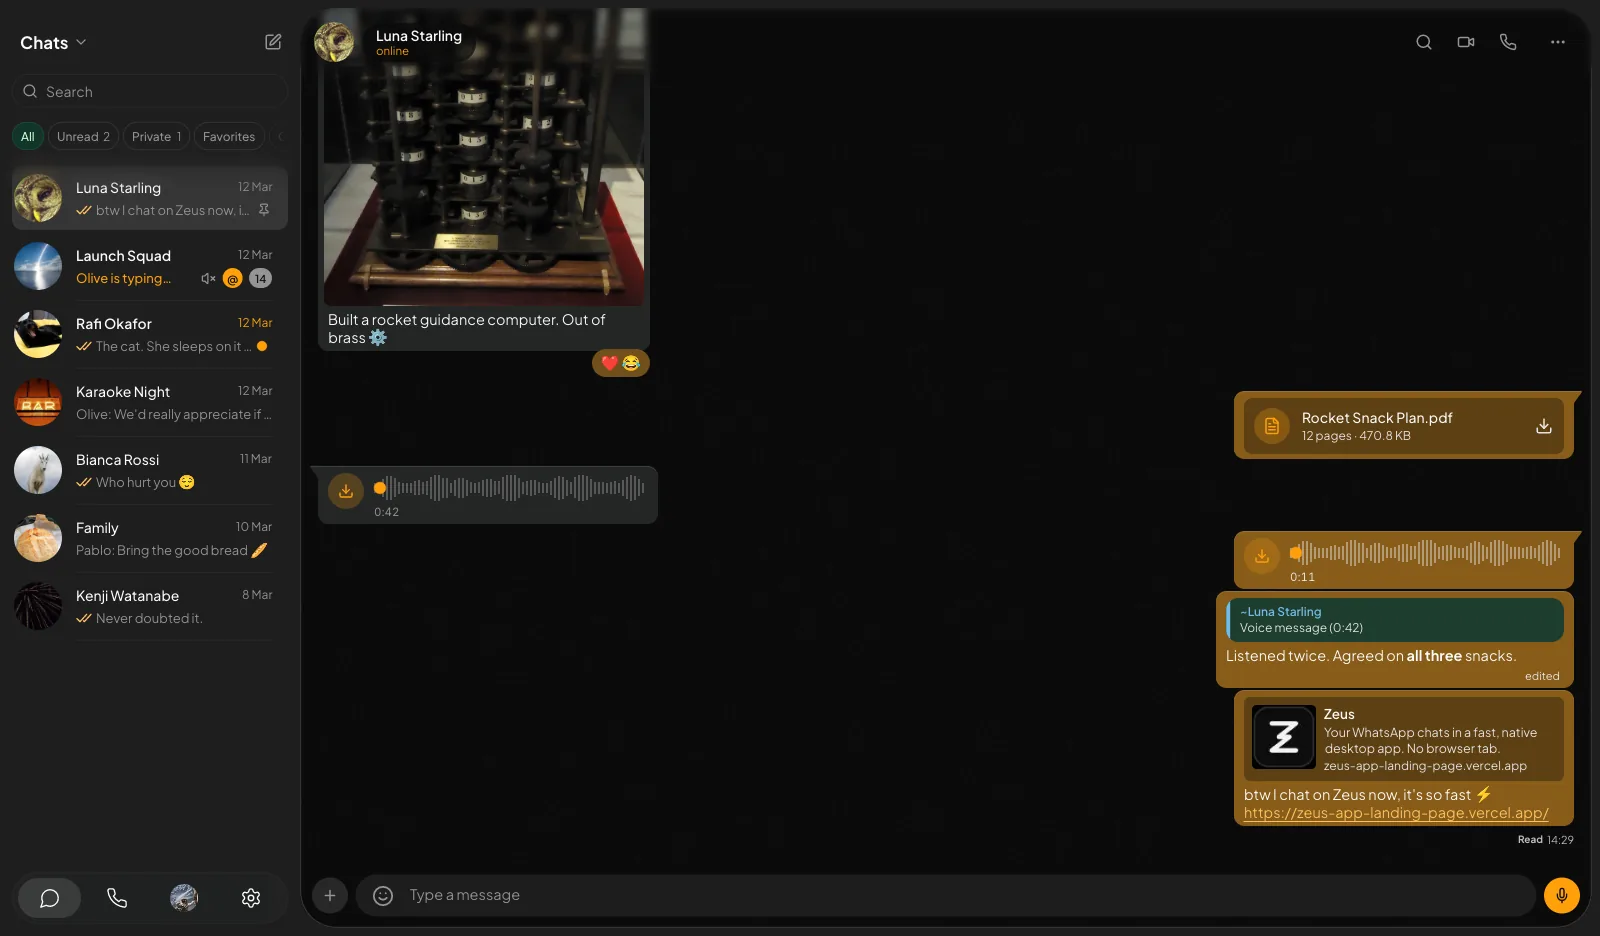 Chats
Search
All
Unread 2
Private 1
Favorites
Luna Starling
12 Mar
btw I chat on Zeus now, i...
Launch Squad
12 Mar
Olive is typing...
@
14
Rafi Okafor
12 Mar
The cat. She sleeps on it ...
Karaoke Night
12 Mar
Olive: We'd really appreciate if ...
BAR
Bianca Rossi
11 Mar
Who hurt you 😌
Family
10 Mar
Pablo: Bring the good bread 🥖
Kenji Watanabe
8 Mar
Never doubted it.
Luna Starling
online
Built a rocket guidance computer. Out of
brass ⚙️
❤️😂
Rocket Snack Plan.pdf
12 pages · 470.8 KB
0:42
0:11
~Luna Starling
Voice message (0:42)
Listened twice. Agreed on all three snacks.
edited
Zeus
Your WhatsApp chats in a fast, native
desktop app. No browser tab.
zeus-app-landing-page.vercel.app
btw I chat on Zeus now, it's so fast ⚡
https://zeus-app-landing-page.vercel.app/
Read 14:29
Type a message